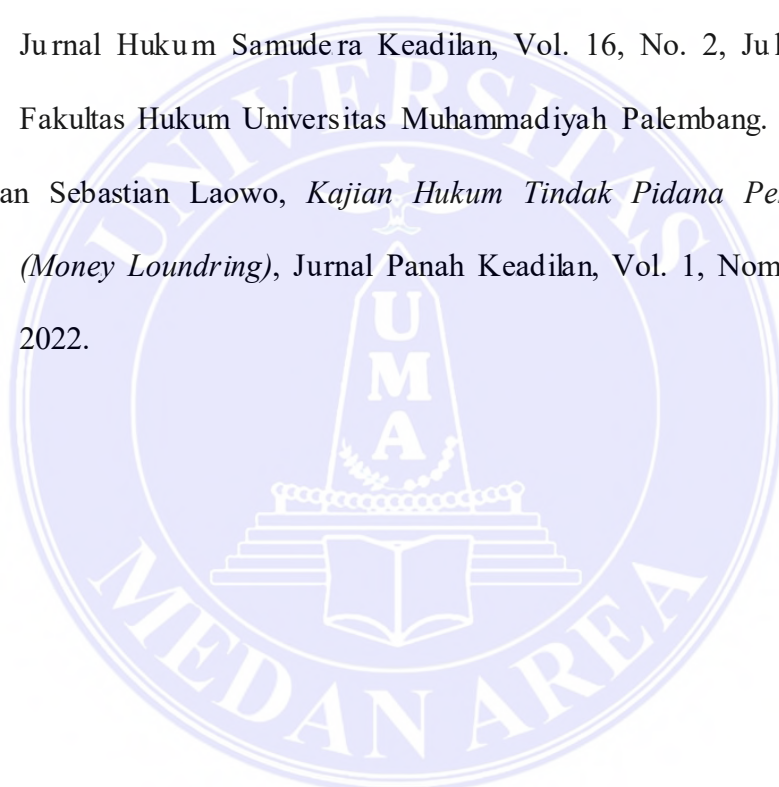 Jurnal Hukum Samudera Keadilan, Vol. 16, No. 2, Jul
Fakultas Hukum Universitas Muhammadiyah Palembang.
an Sebastian Laowo, Kajian Hukum Tindak Pidana Pe
(Money Loundring), Jurnal Panah Keadilan, Vol. 1, Nom
2022.
UNIVERSITAS
UMA
MEDAN AREA